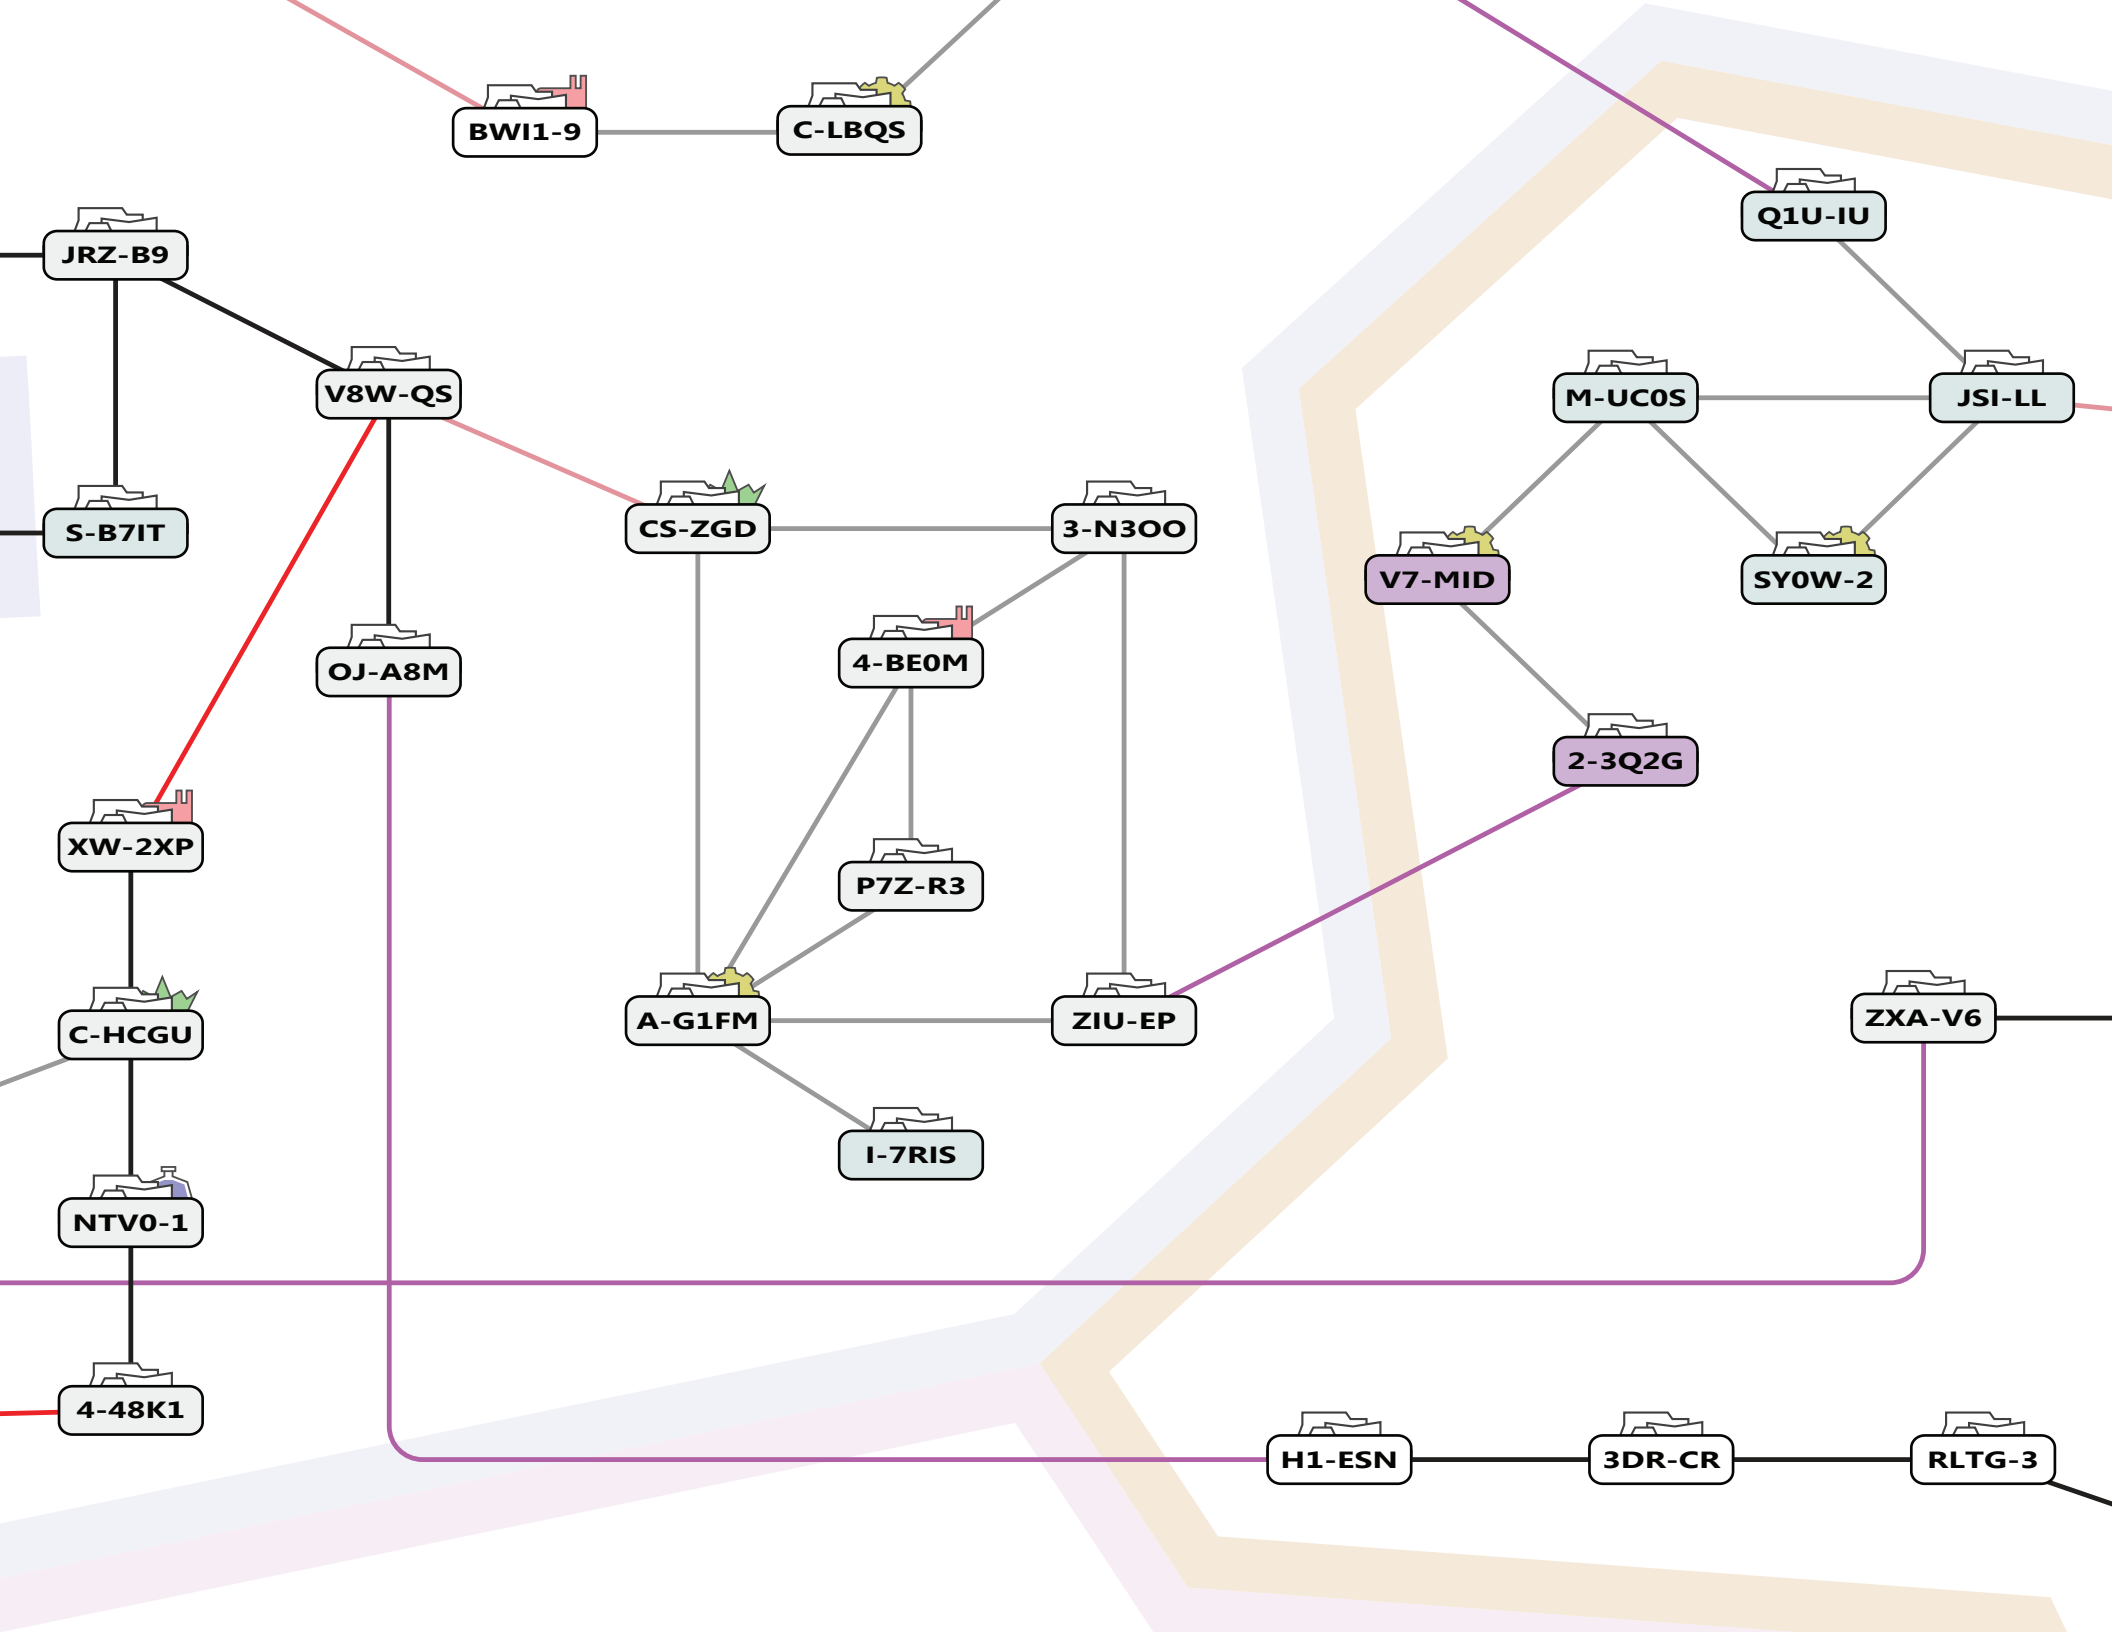 BWI1-9
C-LBQS
Q1U-IU
JRZ-B9
V8W-QS
M-UC0S
JSI-LL
S-B7IT
CS-ZGD
3-N3OO
V7-MID
SY0W-2
OJ-A8M
4-BE0M
2-3Q2G
XW-2XP
P7Z-R3
C-HCGU
A-G1FM
ZIU-EP
ZXA-V6
I-7RIS
NTV0-1
4-48K1
H1-ESN
3DR-CR
RLTG-3